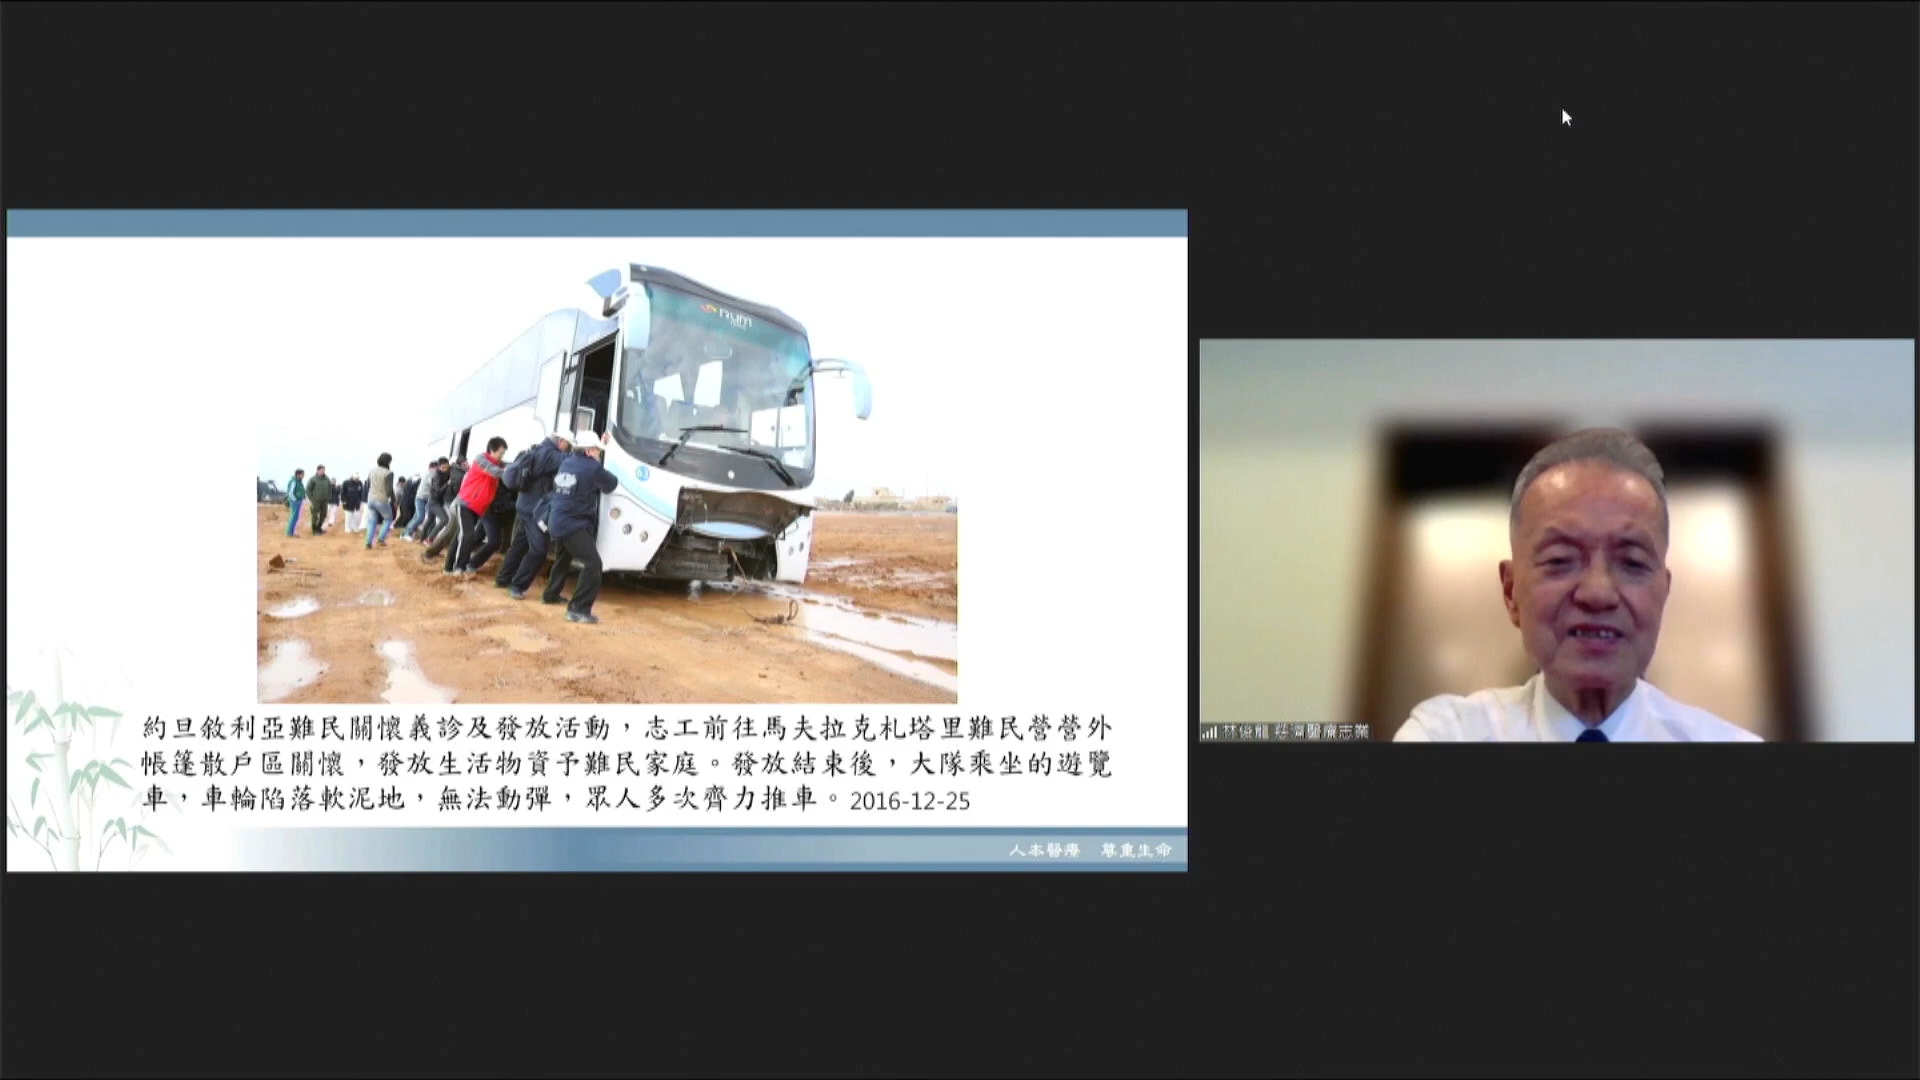 RUM
約旦敘利亞難民關懷義診及發放活動，志工前往馬夫拉克札塔里難民營營外
帳篷散戶區關懷，發放生活物資予難民家庭。發放結束後，大隊乘坐的遊覽
車，車輪陷落軟泥地，無法動彈，眾人多次齊力推車。2016-12-25
人本醫療 尊重生命
林俊龍 慈濟醫療志業